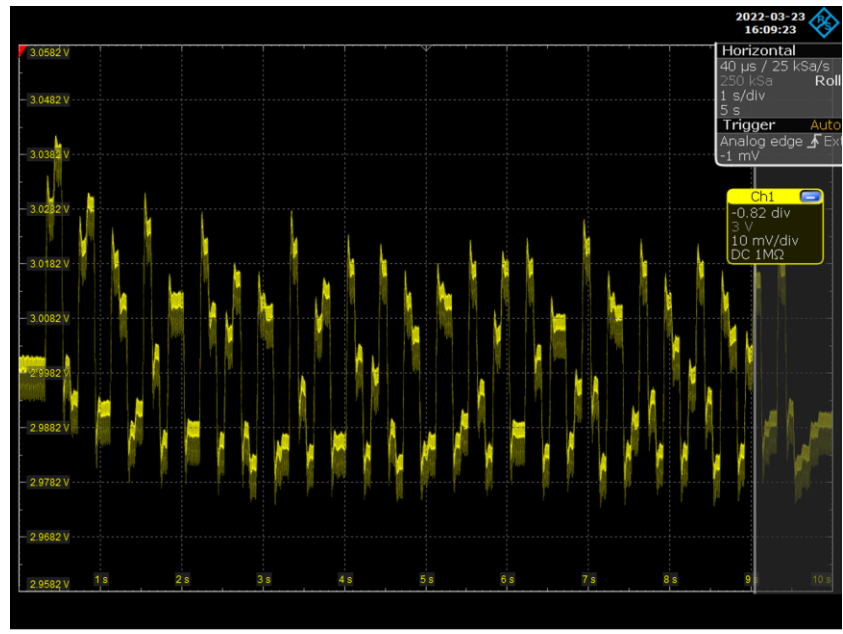 2022-03-23
16:09:23
Horizontal
40 µs / 25 kSa/s
250 kSa Roll
1 s/div
5 s
Trigger Auto
Analog edge Ext
-1 mV
Ch1
-0.82 div
3 V
10 mV/div
DC 1MΩ
3.0582 V
3.0482 V
3.0382 V
3.0282 V
3.0182 V
3.0082 V
2.9982 V
2.9882 V
2.9782 V
2.9682 V
2.9582 V
1 s 2 s 3 s 4 s 5 s 6 s 7 s 8 s 9 s 10 s